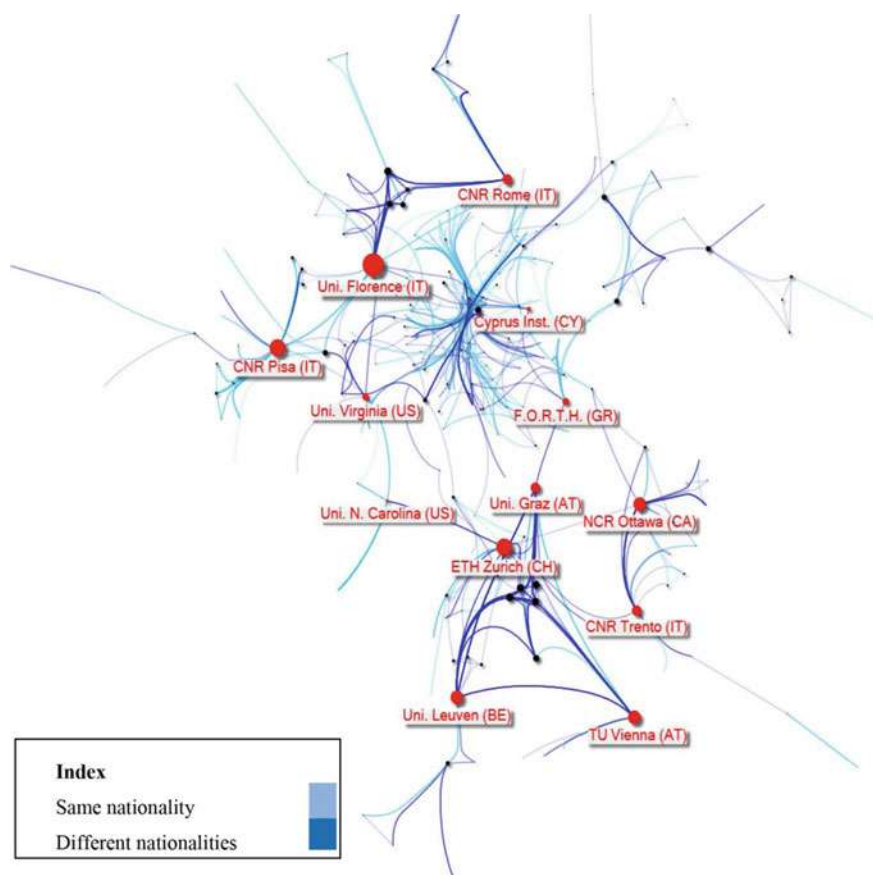 CNR Rome (IT)
Uni. Florence (IT)
Cyprus Inst. (CY)
CNR Pisa (IT)
Uni. Virginia (US)
F.O.R.T.H. (GR)
Uni. Graz (AT)
Uni. N. Carolina (US)
NCR Ottawa (CA)
ETH Zurich (CH)
CNR Trento (IT)
Uni. Leuven (BE)
TU Vienna (AT)
Index
Same nationality
Different nationalities